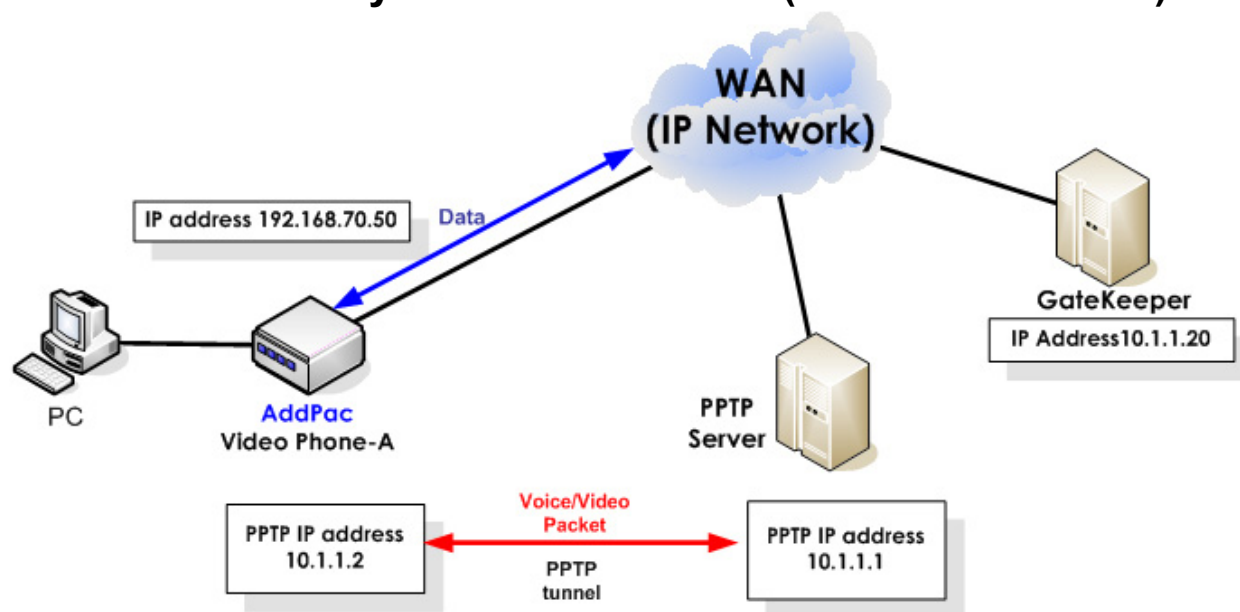 WAN
(IP Network)
IP address 192.168.70.50
Data
GateKeeper
IP Address10.1.1.20
PC
AddPac
Video Phone-A
PPTP
Server
Voice/Video
Packet
PPTP IP address
10.1.1.2
PPTP IP address
10.1.1.1
PPTP
tunnel